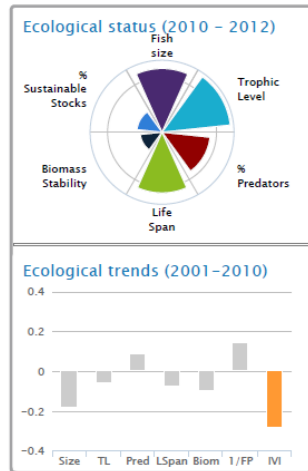 Ecological status (2010 - 2012)
Fish
size
%
Sustainable
Stocks
Trophic
Level
Biomass
Stability
%
Predators
Life
Span
Ecological trends (2001-2010)
0.4
0.2
0
-0.2
-0.4
Size TL Pred LSpan Biom 1/FP IVI